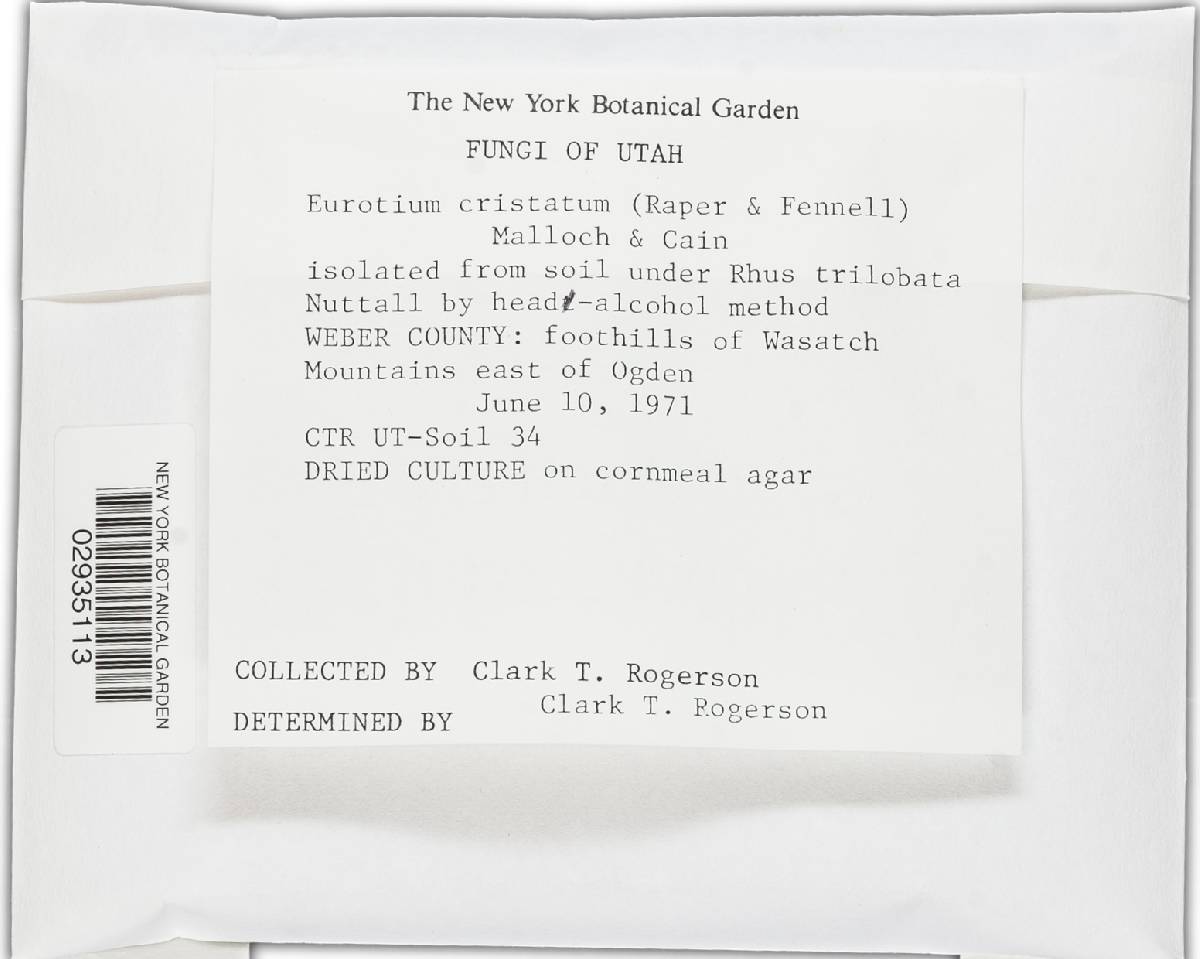 The New York Botanical Garden
FUNGI OF UTAH
Eurotium cristatum (Raper & Fennell)
Malloch & Cain
isolated from soil under Rhus trilobata
Nuttall by head-alcohol method
WEBER COUNTY: foothills of Wasatch
Mountains east of Ogden
June 10, 1971
CTR UT-Soil 34
DRIED CULTURE on cornmeal agar
NEW YORK BOTANICAL GARDEN
02935113
COLLECTED BY Clark T. Rogerson
Clark T. Rogerson
DETERMINED BY